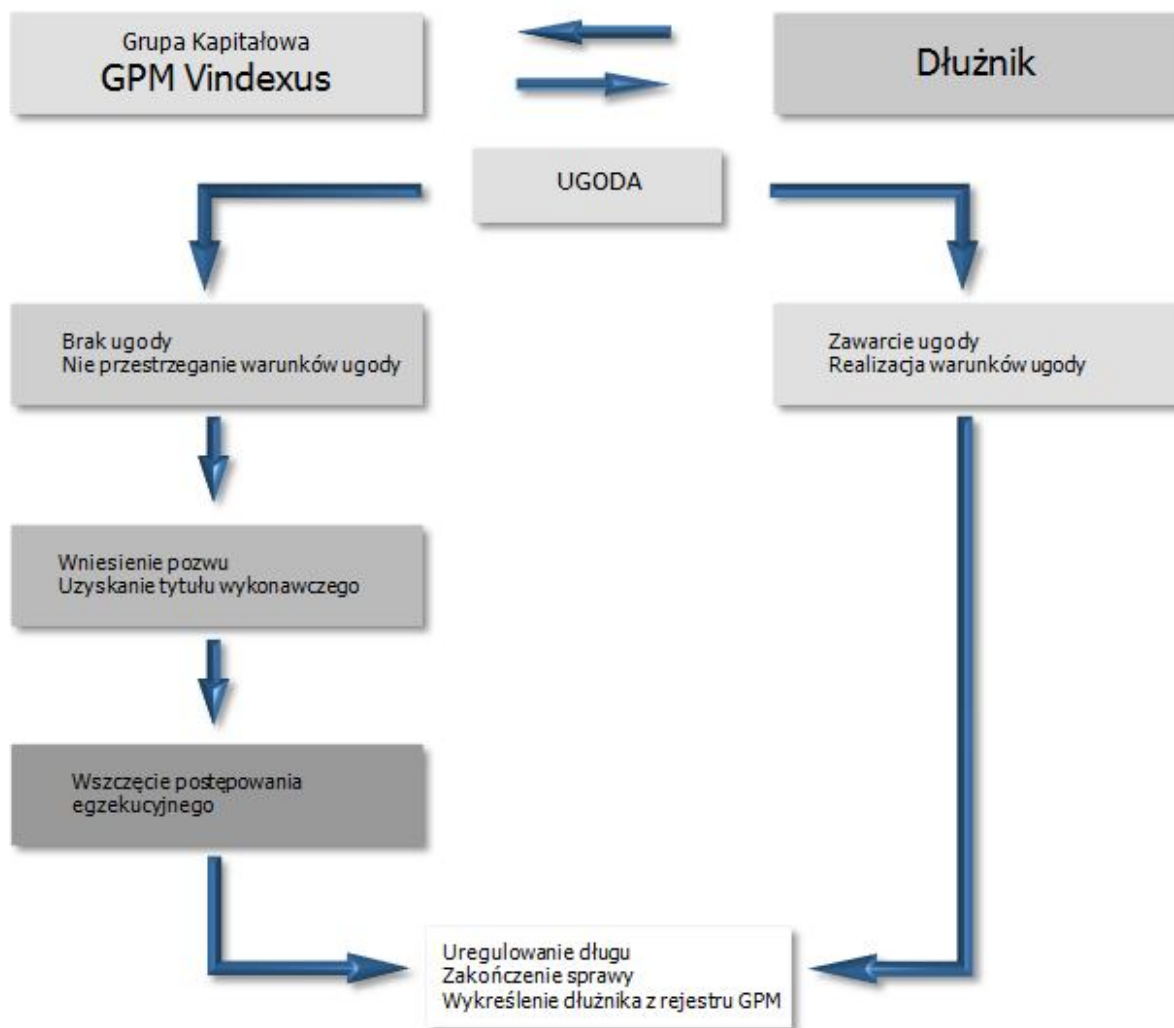 Grupa Kapitałowa
GPM Vindexus
Dłużnik
UGODA
Brak ugody
Nie przestrzeganie warunków ugody
Zawarcie ugody
Realizacja warunków ugody
Wniesienie pozwu
Uzyskanie tytułu wykonawczego
Wszczęcie postępowania
egzekucyjnego
Uregulowanie długu
Zakończenie sprawy
Wykreślenie dłużnika z rejestru GPM